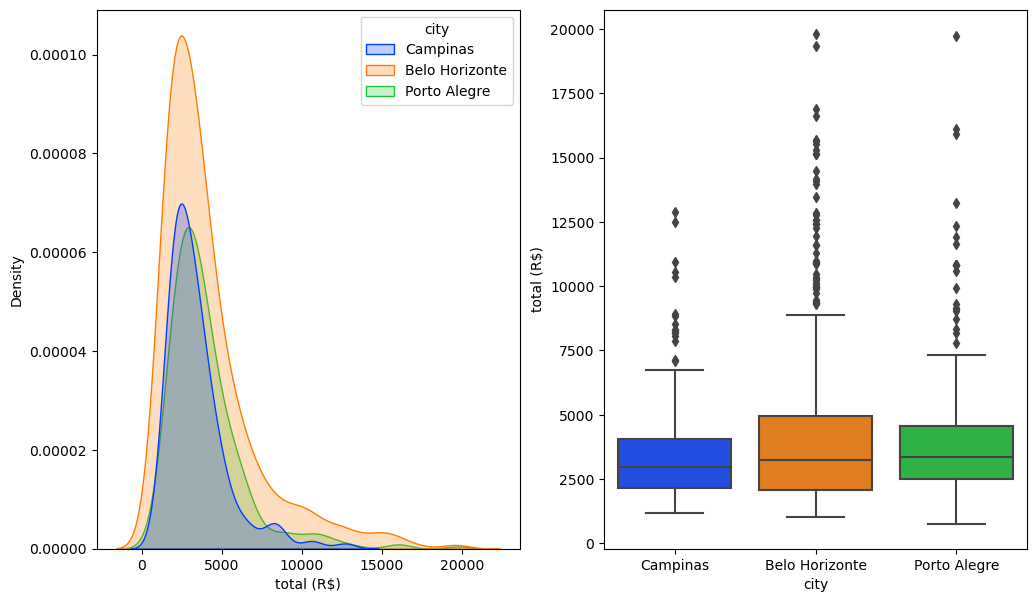 city
Campinas
Belo Horizonte
Porto Alegre
0.00010
0.00008
0.00006
0.00004
0.00002
0.00000
Density
0 5000 10000 15000 20000
total (R$)
20000
17500
15000
12500
10000
7500
5000
2500
0
total (R$)
Campinas Belo Horizonte Porto Alegre
city